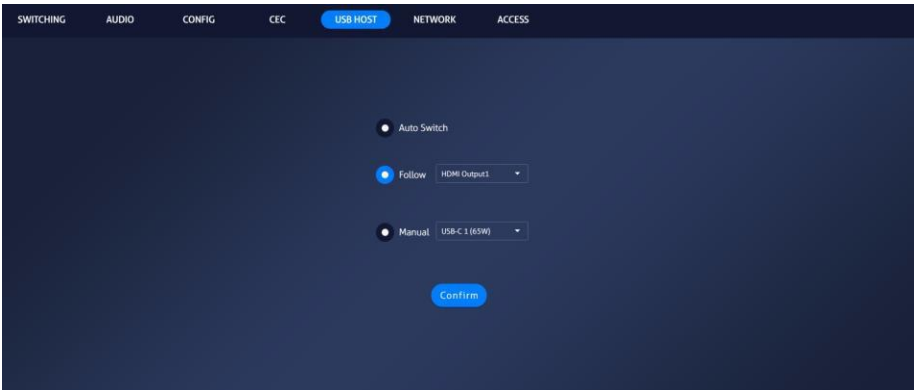 SWITCHING AUDIO CONFIG CEC USB HOST NETWORK ACCESS
Auto Switch
Follow HDMI Output1
Manual USB-C 1 (65W)
Confirm